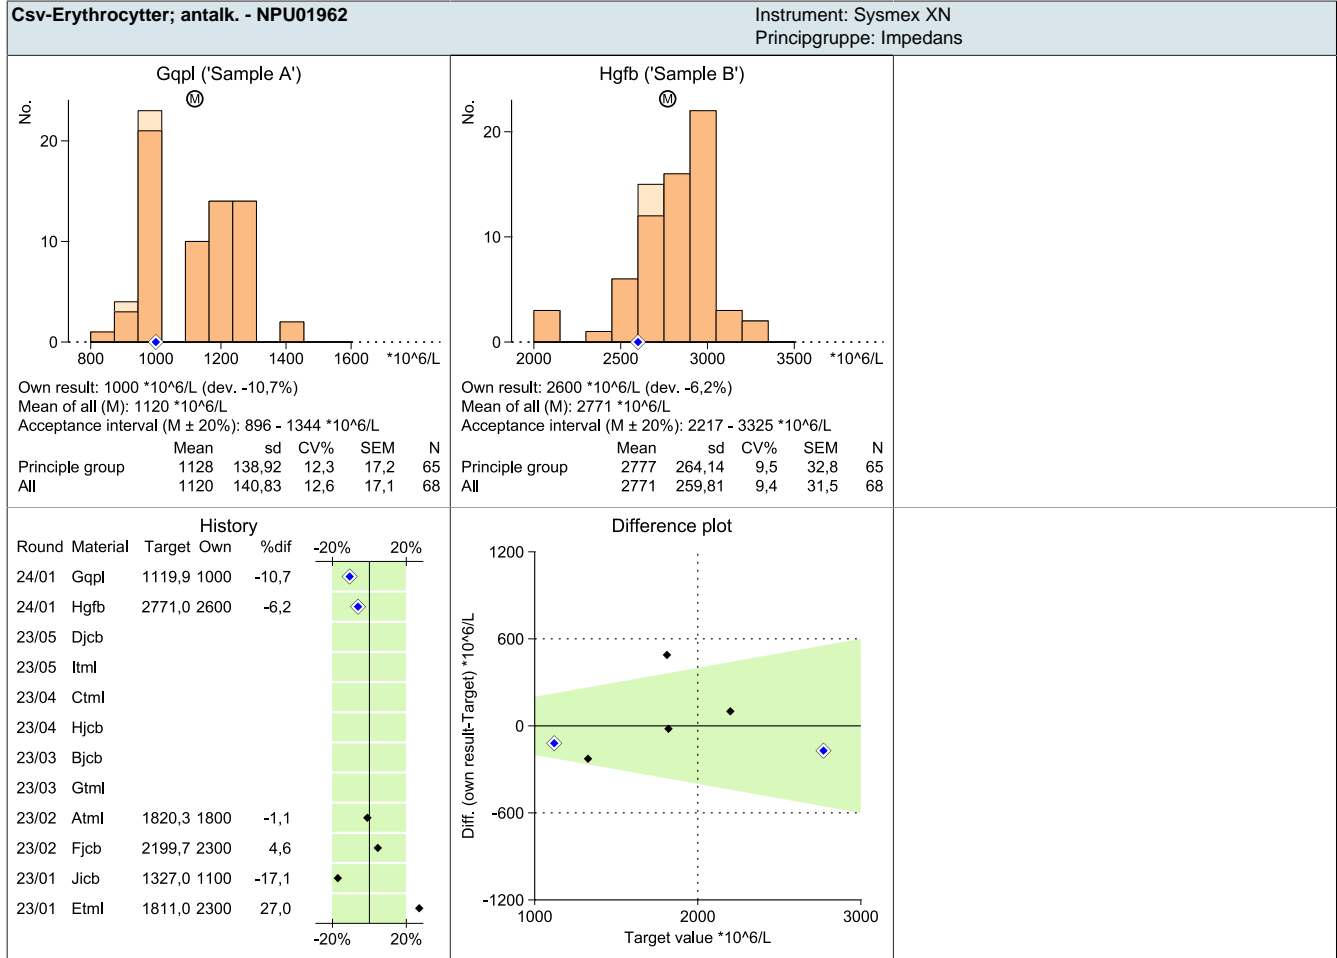 Csv-Erythrocytter; antalk. - NPU01962
Instrument: Sysmex XN
Principgruppe: Impedans
Gqpl ('Sample A')
M
No.
20
10
0
800 1000 1200 1400 1600 *10^6/L
Own result: 1000 *10^6/L (dev. -10,7%)
Mean of all (M): 1120 *10^6/L
Acceptance interval (M ± 20%): 896 - 1344 *10^6/L
Mean sd CV% SEM N
Principle group 1128 138,92 12,3 17,2 65
All 1120 140,83 12,6 17,1 68
Hgfb ('Sample B')
M
No.
20
10
0
2000 2500 3000 3500 *10^6/L
Own result: 2600 *10^6/L (dev. -6,2%)
Mean of all (M): 2771 *10^6/L
Acceptance interval (M ± 20%): 2217 - 3325 *10^6/L
Mean sd CV% SEM N
Principle group 2777 264,14 9,5 32,8 65
All 2771 259,81 9,4 31,5 68
History
Round Material Target Own %dif -20% 20%
24/01 Gqpl 1119,9 1000 -10,7
24/01 Hgfb 2771,0 2600 -6,2
23/05 Djcb
23/05 Itml
23/04 Ctml
23/04 Hjcb
23/03 Bjcb
23/03 Gtml
23/02 Atml 1820,3 1800 -1,1
23/02 Fjcb 2199,7 2300 4,6
23/01 Jicb 1327,0 1100 -17,1
23/01 Etml 1811,0 2300 27,0
-20% 20%
Difference plot
Diff. (own result-Target) *10^6/L
1200
600
0
-600
-1200
1000 2000 3000
Target value *10^6/L